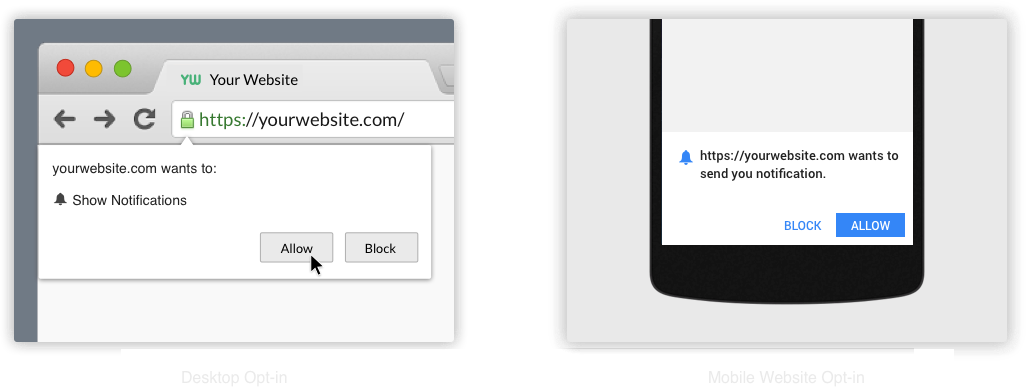 YW Your Website
https://yourwebsite.com/
yourwebsite.com wants to:
Show Notifications
Allow
Block
Desktop Opt-in
https://yourwebsite.com wants to
send you notification.
BLOCK
ALLOW
Mobile Website Opt-in